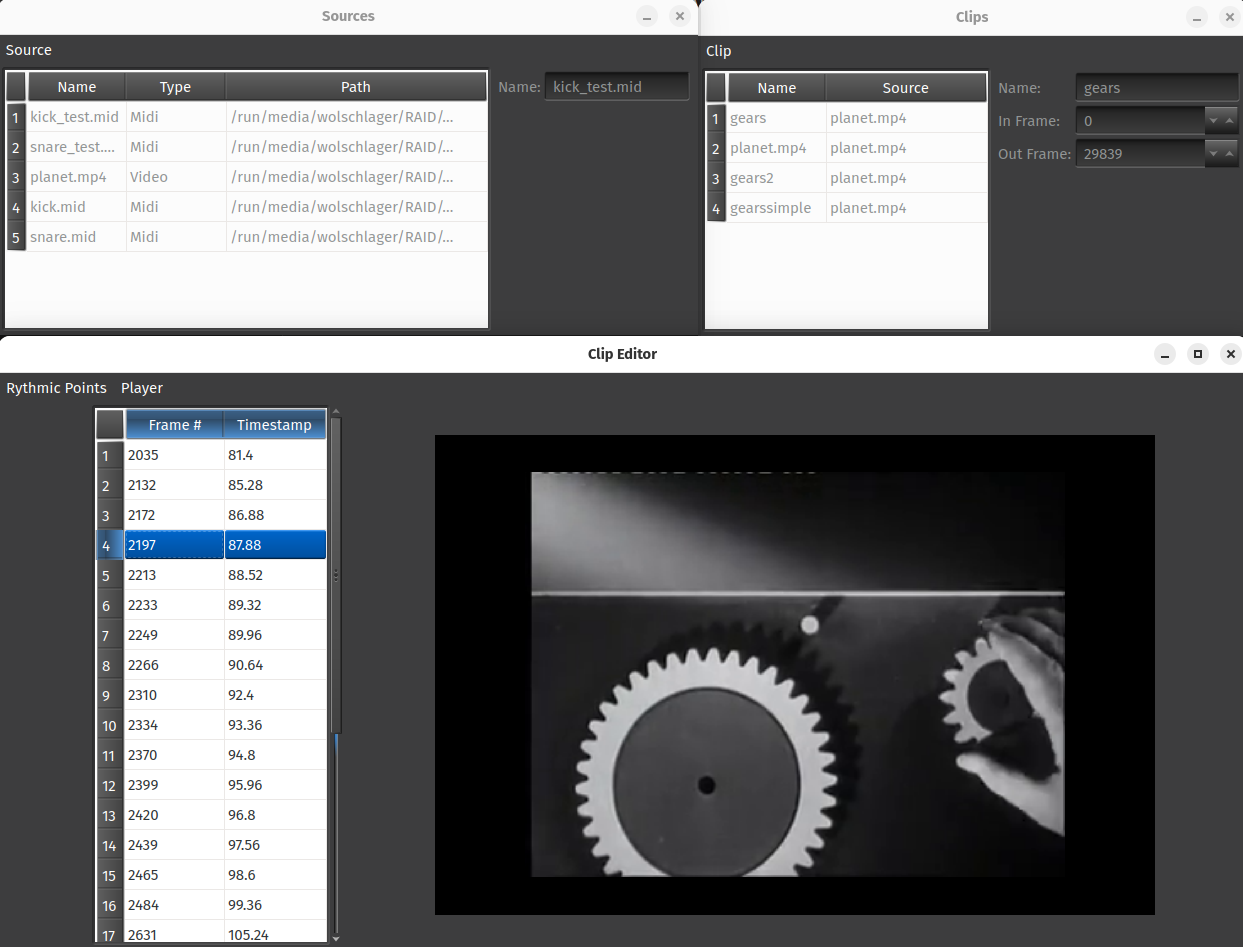 Sources
Source
Name Type Path
1 kick_test.mid Midi /run/media/wolschlager/RAID/...
2 snare_test.... Midi /run/media/wolschlager/RAID/...
3 planet.mp4 Video /run/media/wolschlager/RAID/...
4 kick.mid Midi /run/media/wolschlager/RAID/...
5 snare.mid Midi /run/media/wolschlager/RAID/...
Name: kick_test.mid
Clips
Clip
Name Source
1 gears planet.mp4
2 planet.mp4 planet.mp4
3 gears2 planet.mp4
4 gearssimple planet.mp4
Name: gears
In Frame: 0
Out Frame: 29839
Clip Editor
Rythmic Points Player
Frame # Timestamp
1 2035 81.4
2 2132 85.28
3 2172 86.88
4 2197 87.88
5 2213 88.52
6 2233 89.32
7 2249 89.96
8 2266 90.64
9 2310 92.4
10 2334 93.36
11 2370 94.8
12 2399 95.96
13 2420 96.8
14 2439 97.56
15 2465 98.6
16 2484 99.36
17 2631 105.24